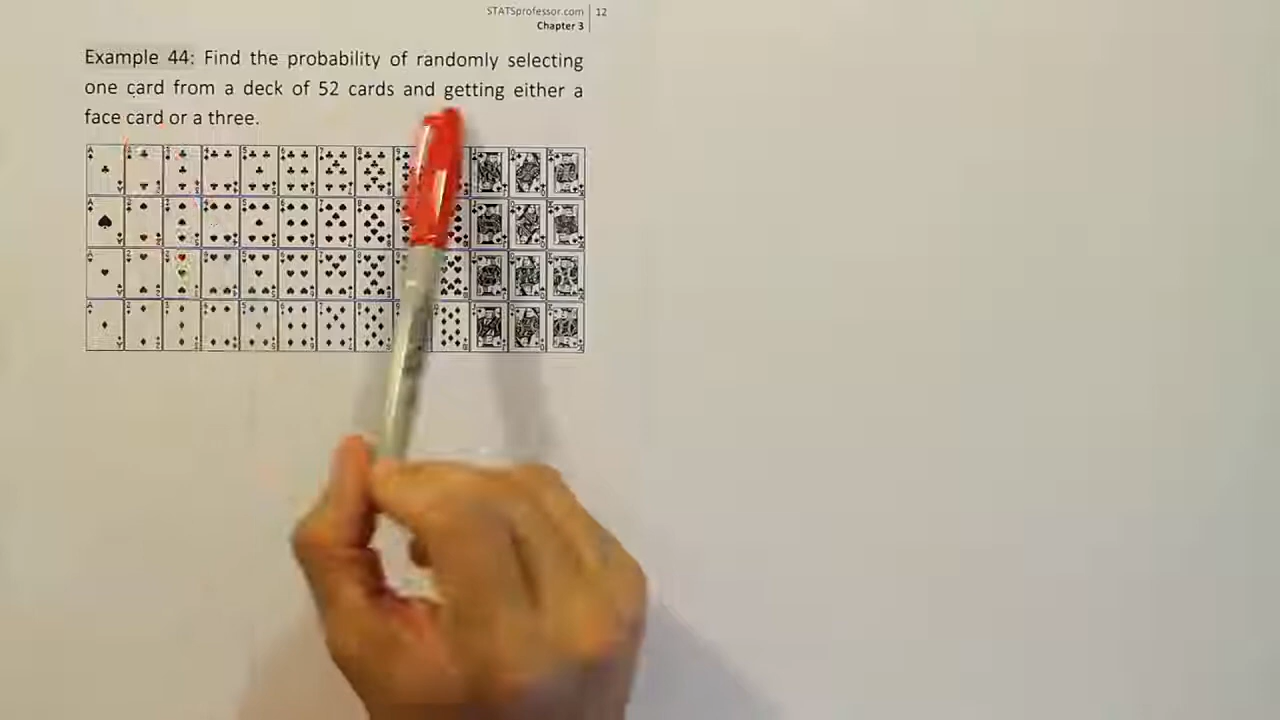 STATSprofessor.com 12
Chapter 3
Example 44: Find the probability of randomly selecting
one card from a deck of 52 cards and getting either a
face card or a three.